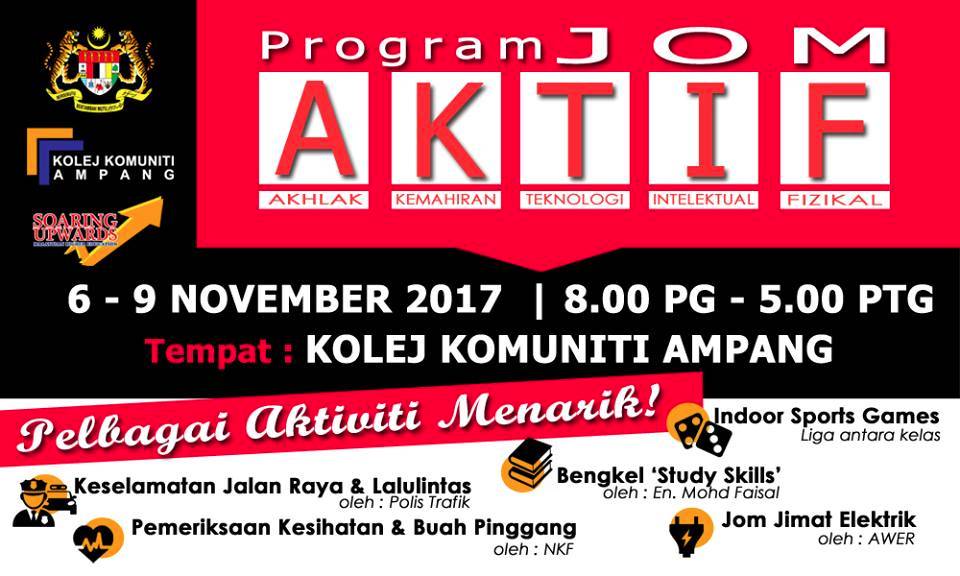 Program JOM
AKTIF
AKHLAK KEMAHIRAN TEKNOLOGI INTELEKTUAL FIZIKAL
KOLEJ KOMUNITI
AMPANG
SOARING
UPWARDS
6 - 9 NOVEMBER 2017 | 8.00 PG - 5.00 PTG
Tempat : KOLEJ KOMUNITI AMPANG
Pelbagai Aktiviti Menarik!
Indoor Sports Games
Liga antara kelas
Keselamatan Jalan Raya & Lalulintas
oleh : Polis Trafik
Bengkel ‘Study Skills’
oleh : En. Mohd Faisal
Pemeriksaan Kesihatan & Buah Pinggang
oleh : NKF
Jom Jimat Elektrik
oleh : AWER